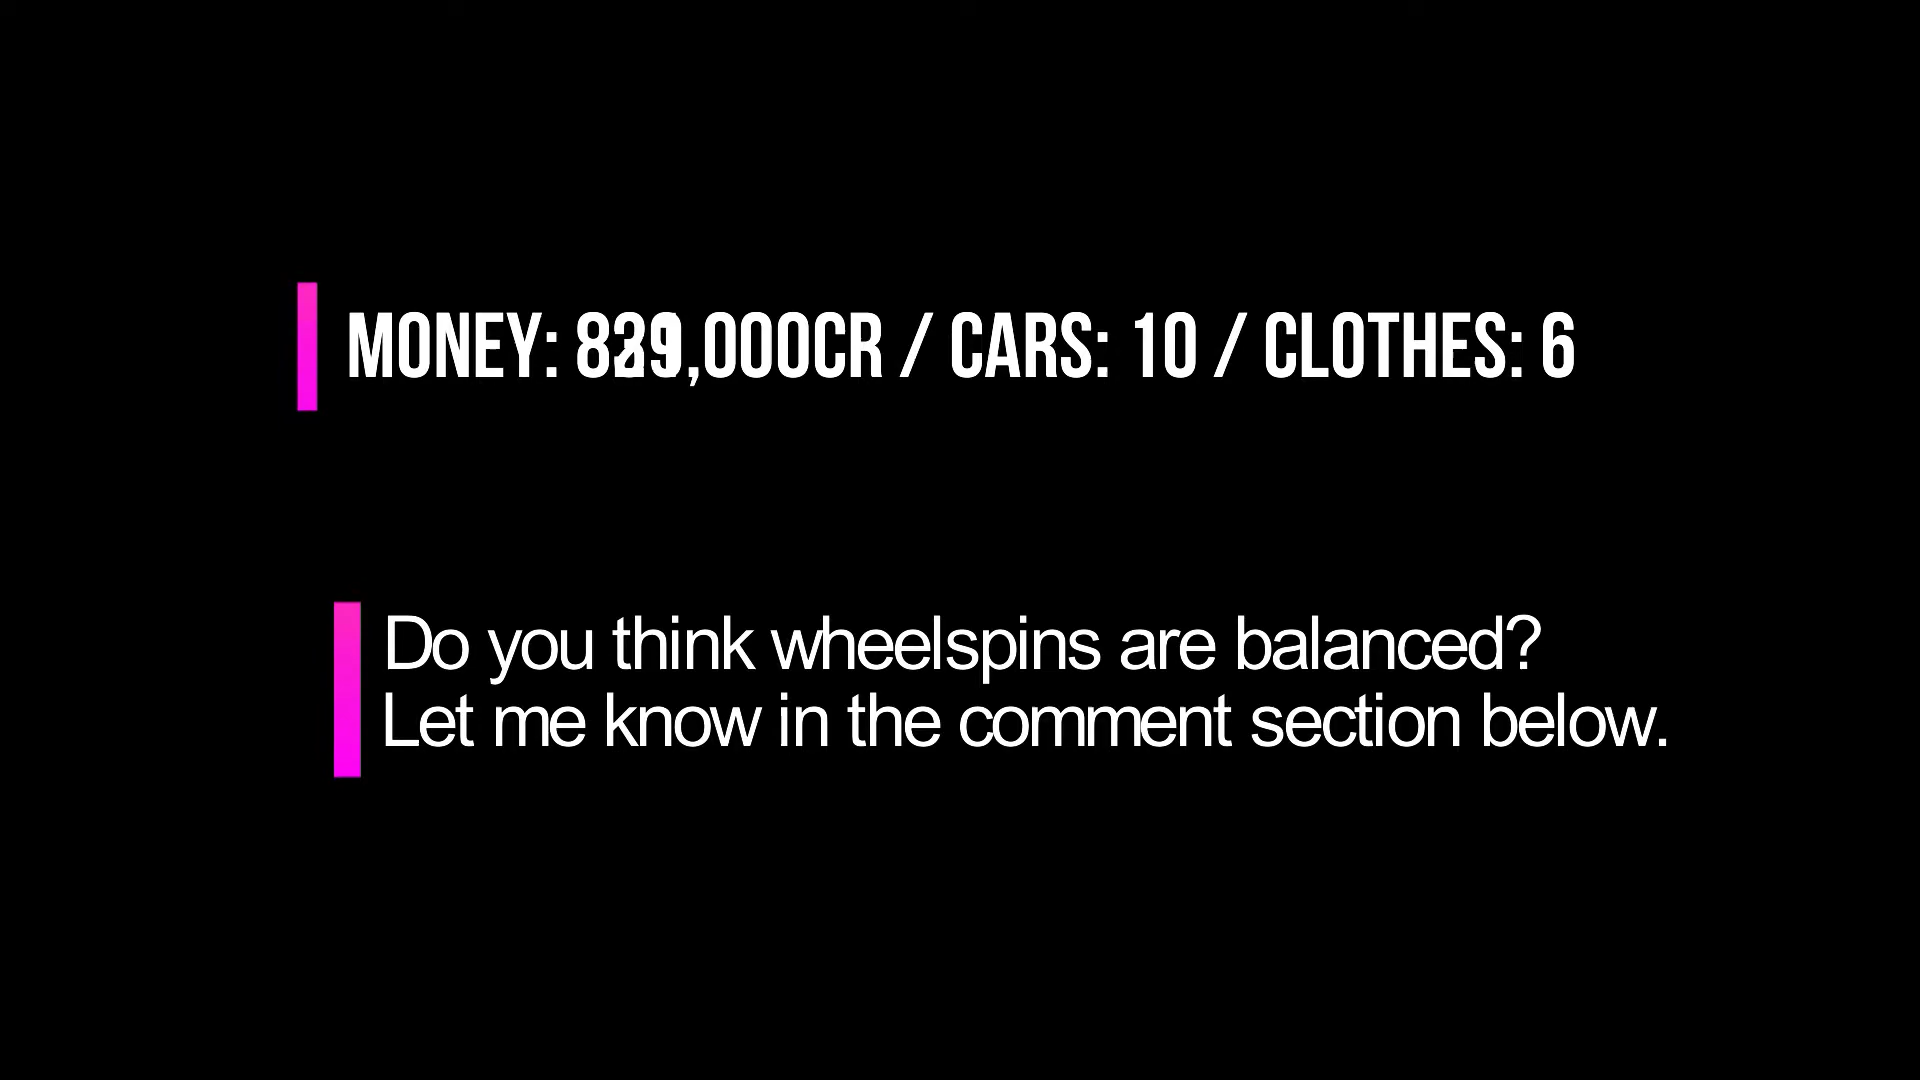 MONEY: / CARS: 10 / CLOTHES: 6
Do you think wheelspins are balanced?
Let me know in the comment section below.